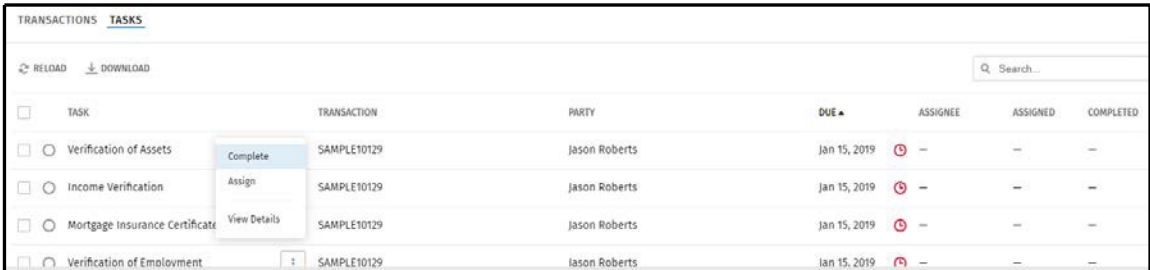 TRANSACTIONS TASKS
RELOAD DOWNLOAD Search...
TASK TRANSACTION PARTY DUE ASSIGNEE ASSIGNED COMPLETED
Verification of Assets Complete SAMPLE10129 Jason Roberts Jan 15, 2019 — — —
Assign
Income Verification SAMPLE10129 Jason Roberts Jan 15, 2019 — — —
Mortgage Insurance Certificate View Details SAMPLE10129 Jason Roberts Jan 15, 2019 — — —
Verification of Employment SAMPLE10129 Jason Roberts Jan 15, 2019 — — —